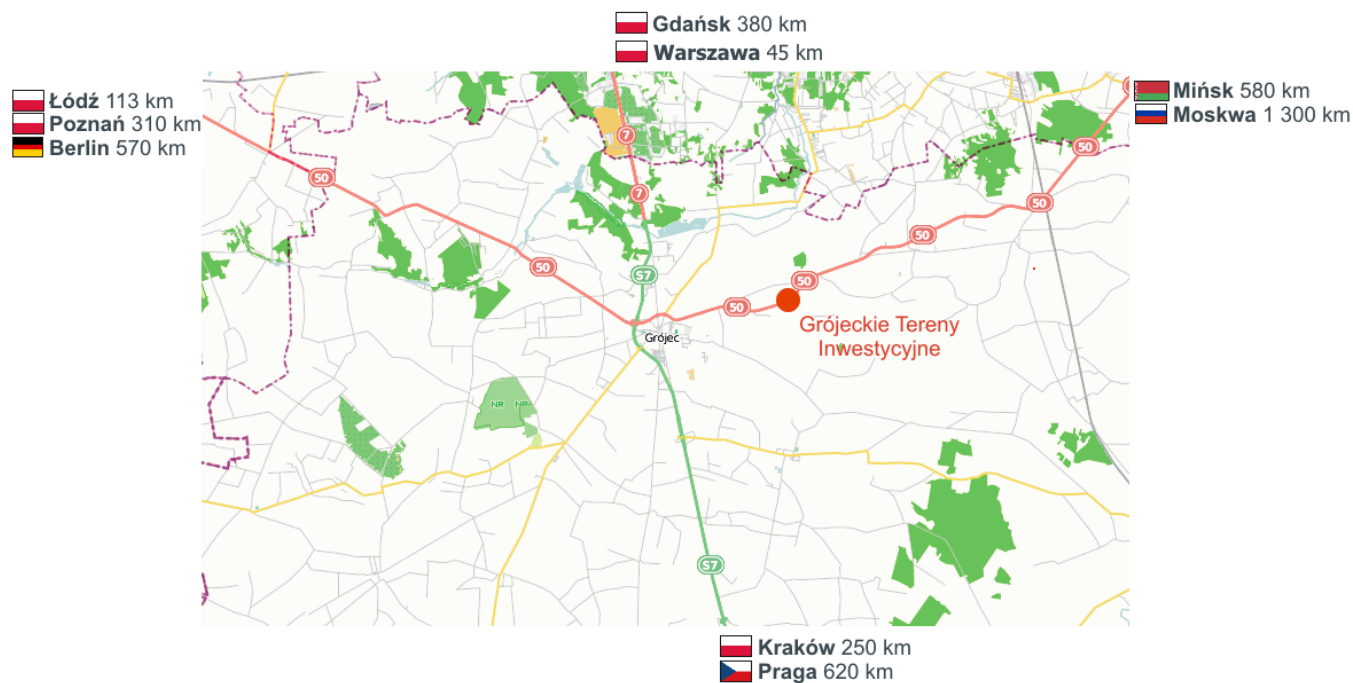 Gdańsk 380 km
Warszawa 45 km
Łódź 113 km
Poznań 310 km
Berlin 570 km
Mińsk 580 km
Moskwa 1 300 km
7
50
50
7
50
50
S7
50
50
50
Grójeckie Tereny
Inwestycyjne
Grójec
NR
S7
Kraków 250 km
Praga 620 km